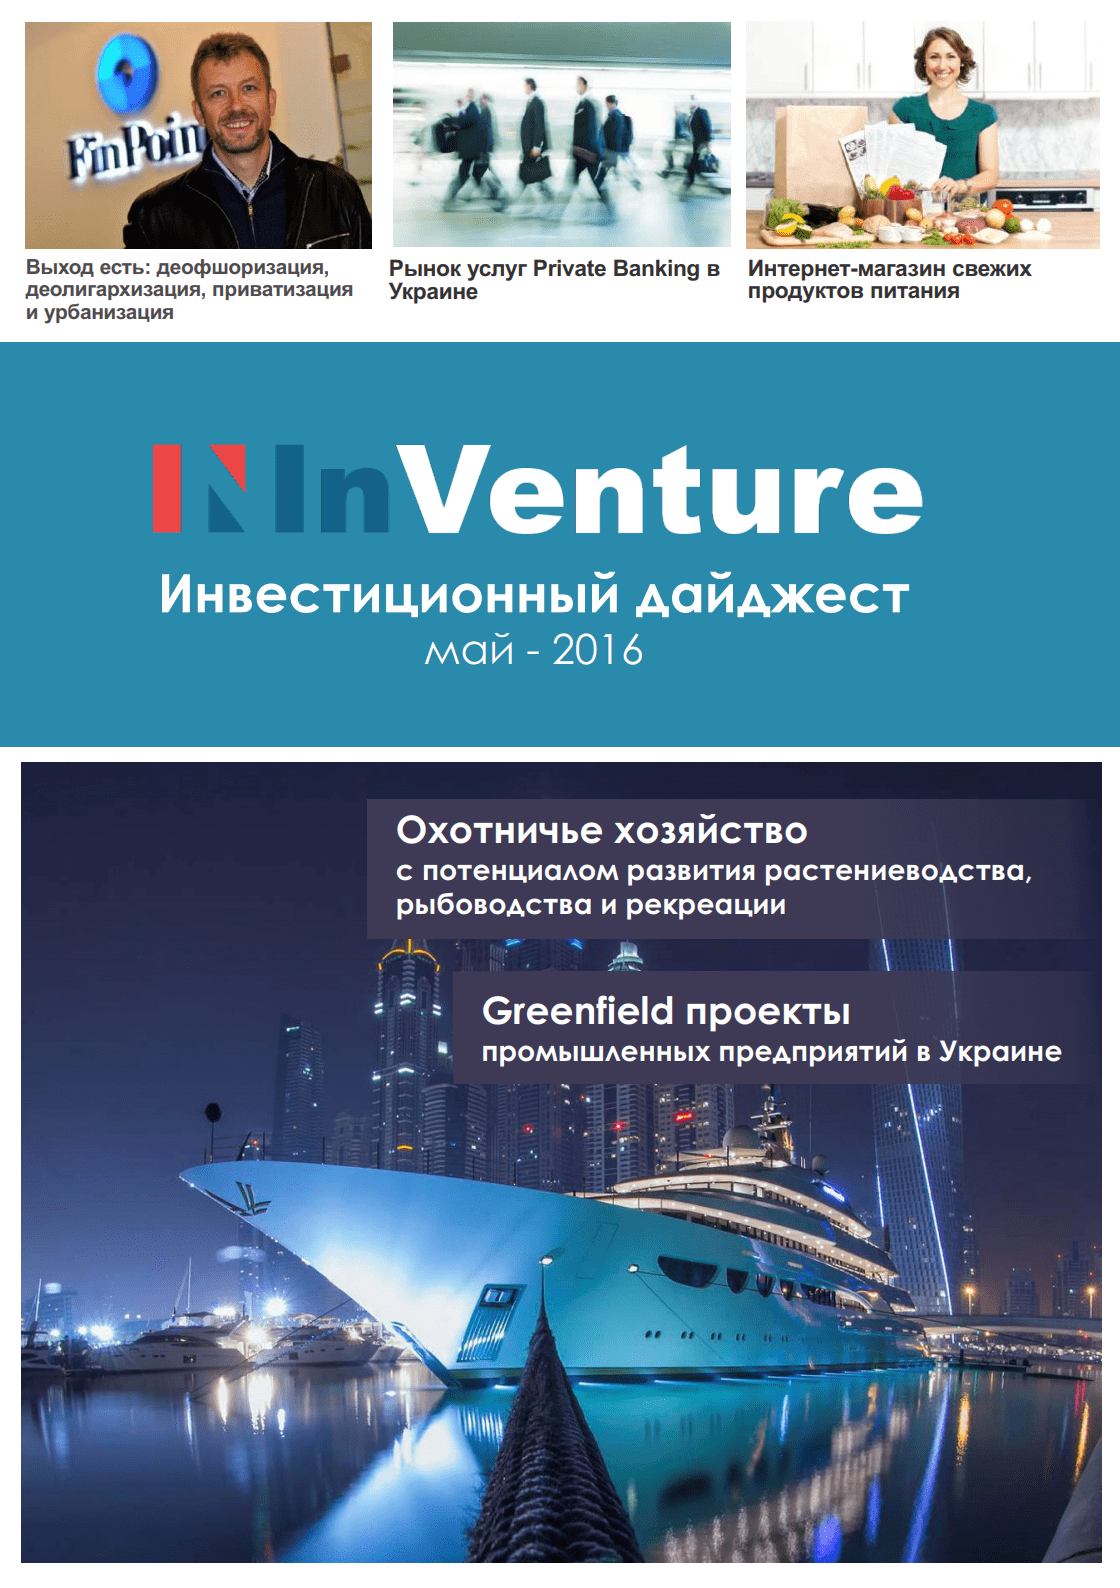 FinPoin
Выход есть: деофшоризация,
деолигархизация, приватизация
и урбанизация
Рынок услуг Private Banking в
Украине
Интернет-магазин свежих
продуктов питания
InVenture
Инвестиционный дайджест
май - 2016
Охотничье хозяйство
с потенциалом развития растениеводства,
рыбоводства и рекреации
Greenfield проекты
промышленных предприятий в Украине